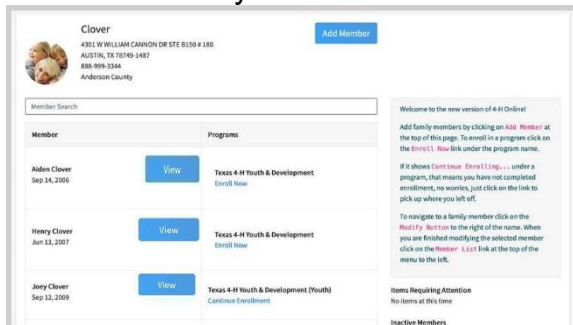 Clover
4301 W WILLIAM CANNON DR STE B150 # 180
AUSTIN, TX 78749-1487
888-999-3344
Anderson County
Add Member
Member Search
Member Programs
Aiden Clover
Sep 14, 2006
View
Texas 4-H Youth & Development
Enroll Now
Henry Clover
Jun 13, 2007
View
Texas 4-H Youth & Development
Enroll Now
Joey Clover
Sep 12, 2009
View
Texas 4-H Youth & Development (Youth)
Continue Enrollment
Welcome to the new version of 4-H Online!
Add family members by clicking on Add Member at
the top of this page. To enroll in a program click on
the Enroll Now link under the program name.
If it shows Continue Enrolling... under a
program, that means you have not completed
enrollment, no worries, just click on the link to
pick up where you left off.
To navigate to a family member click on the
Modify Button to the right of the name. When
you are finished modifying the selected member
click on the Member List link at the top of the
menu to the left.
Items Requiring Attention
No items at this time
Inactive Members